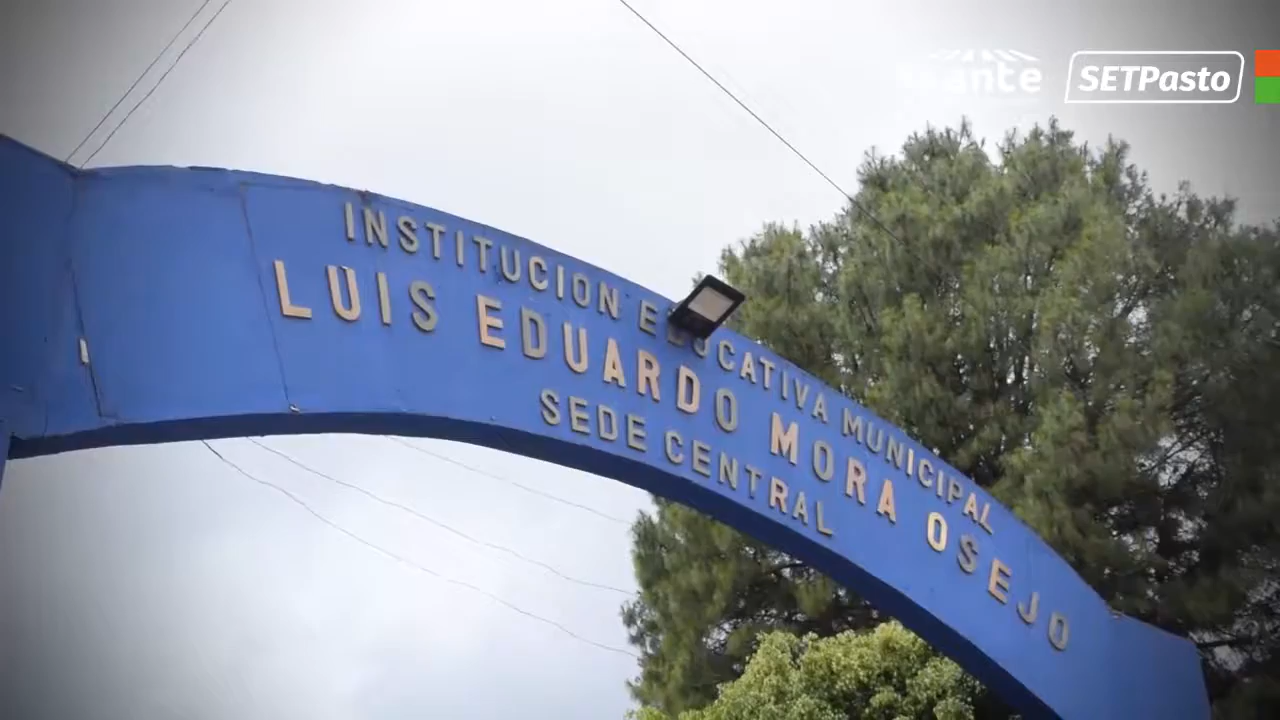 SETPasto
INSTITUCION EDUCATIVA MUNICIPAL
LUIS EDUARDO MORA OSEJO
SEDE CENTRAL